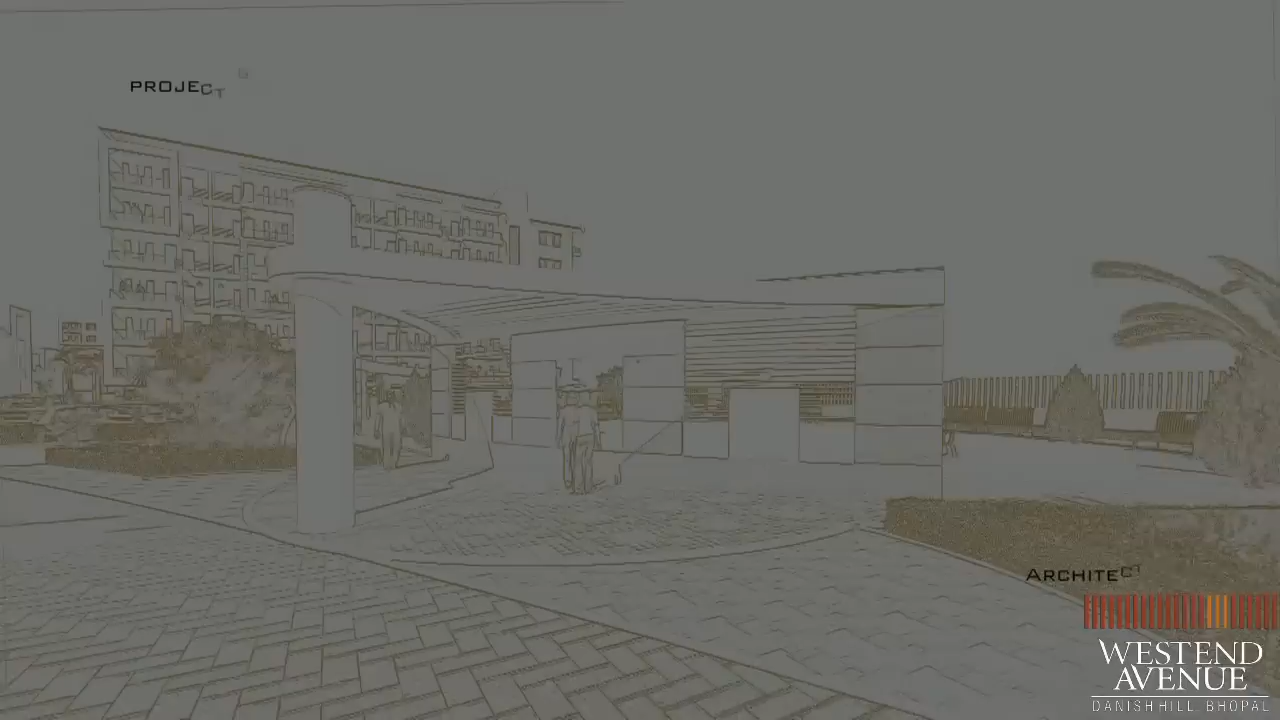 PROJECT
ARCHITECT
WESTEND
AVENUE
DANISH HILL, BHOPAL